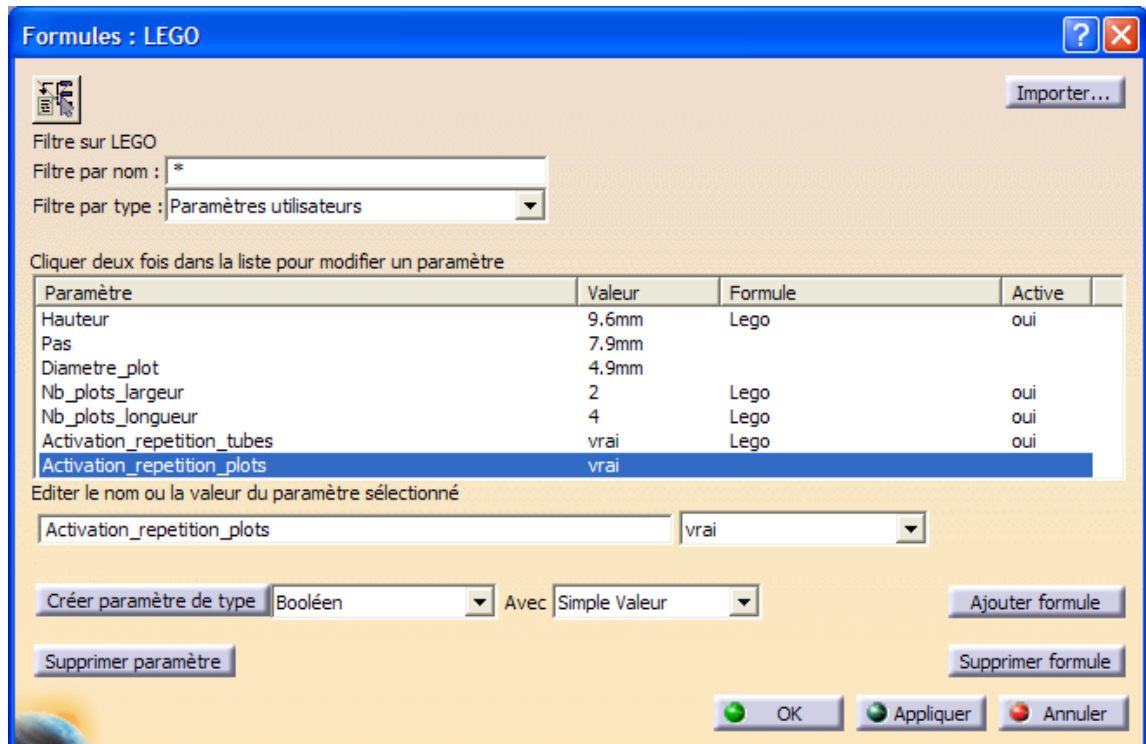 Formules : LEGO
Importer...
Filtre sur LEGO
Filtre par nom : *
Filtre par type : Paramètres utilisateurs
Cliquer deux fois dans la liste pour modifier un paramètre
Paramètre Valeur Formule Active
Hauteur 9.6mm Lego oui
Pas 7.9mm
Diametre_plot 4.9mm
Nb_plots_largeur 2 Lego oui
Nb_plots_longueur 4 Lego oui
Activation_repetition_tubes vrai Lego oui
Activation_repetition_plots vrai
Editer le nom ou la valeur du paramètre sélectionné
Activation_repetition_plots vrai
Créer paramètre de type Booléen Avec Simple Valeur Ajouter formule
Supprimer paramètre Supprimer formule
OK Appliquer Annuler